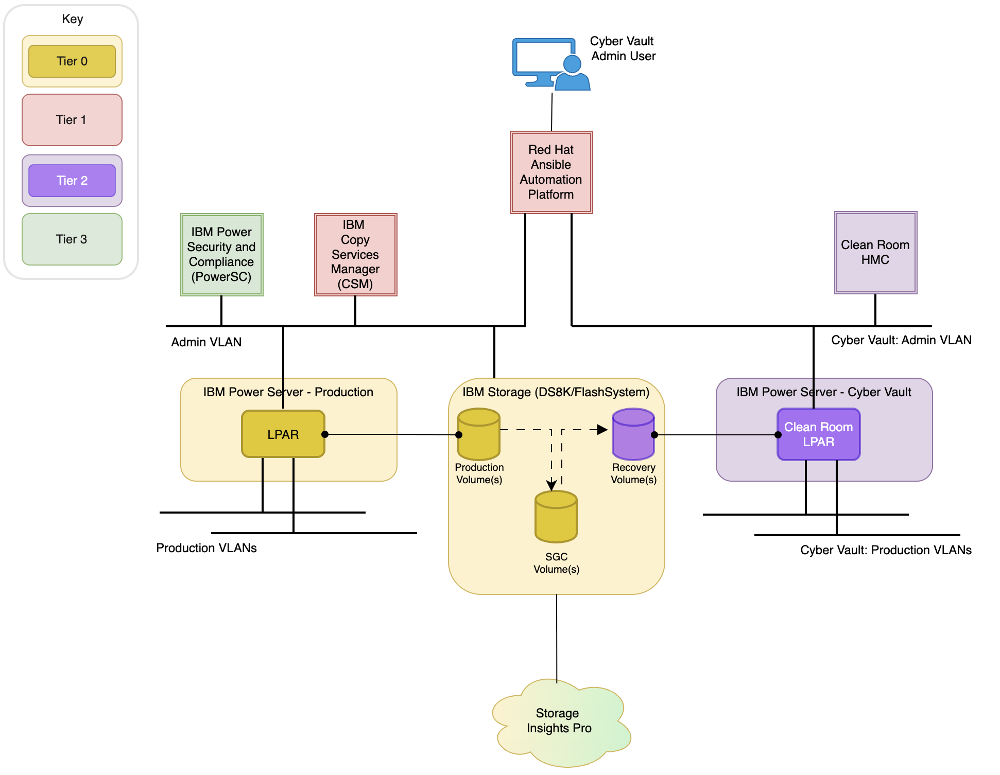 Key
Tier 0
Tier 1
Tier 2
Tier 3
Cyber Vault
Admin User
Red Hat
Ansible
Automation
Platform
IBM Power
Security and
Compliance
(PowerSC)
IBM
Copy
Services
Manager
(CSM)
Clean Room
HMC
Admin VLAN
Cyber Vault: Admin VLAN
IBM Power Server - Production
LPAR
IBM Storage (DS8K/FlashSystem)
Production
Volume(s)
Recovery
Volume(s)
SGC
Volume(s)
IBM Power Server - Cyber Vault
Clean Room
LPAR
Production VLANs
Cyber Vault: Production VLANs
Storage
Insights Pro